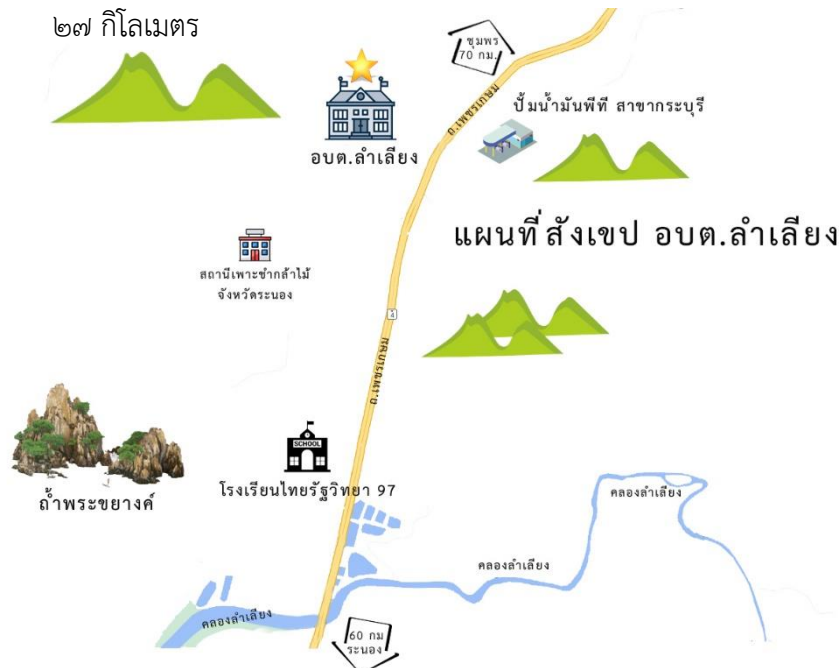 ๒๗ กิโลเมตร
ชุมพร
70 กม.
ถ.เพชรเกษม
ปั้มน้ำมันพีที สาขากระบุรี
อบต.ลำเลียง
แผนที่สังเขป อบต.ลำเลียง
สถานีเพาะชำกล้าไม้
จังหวัดระนอง
4
ถ.เพชรเกษม
SCHOOL
โรงเรียนไทยรัฐวิทยา 97
ถ้ำพระขยางค์
คลองลำเลียง
คลองลำเลียง
คลองลำเลียง
60 กม
ระนอง